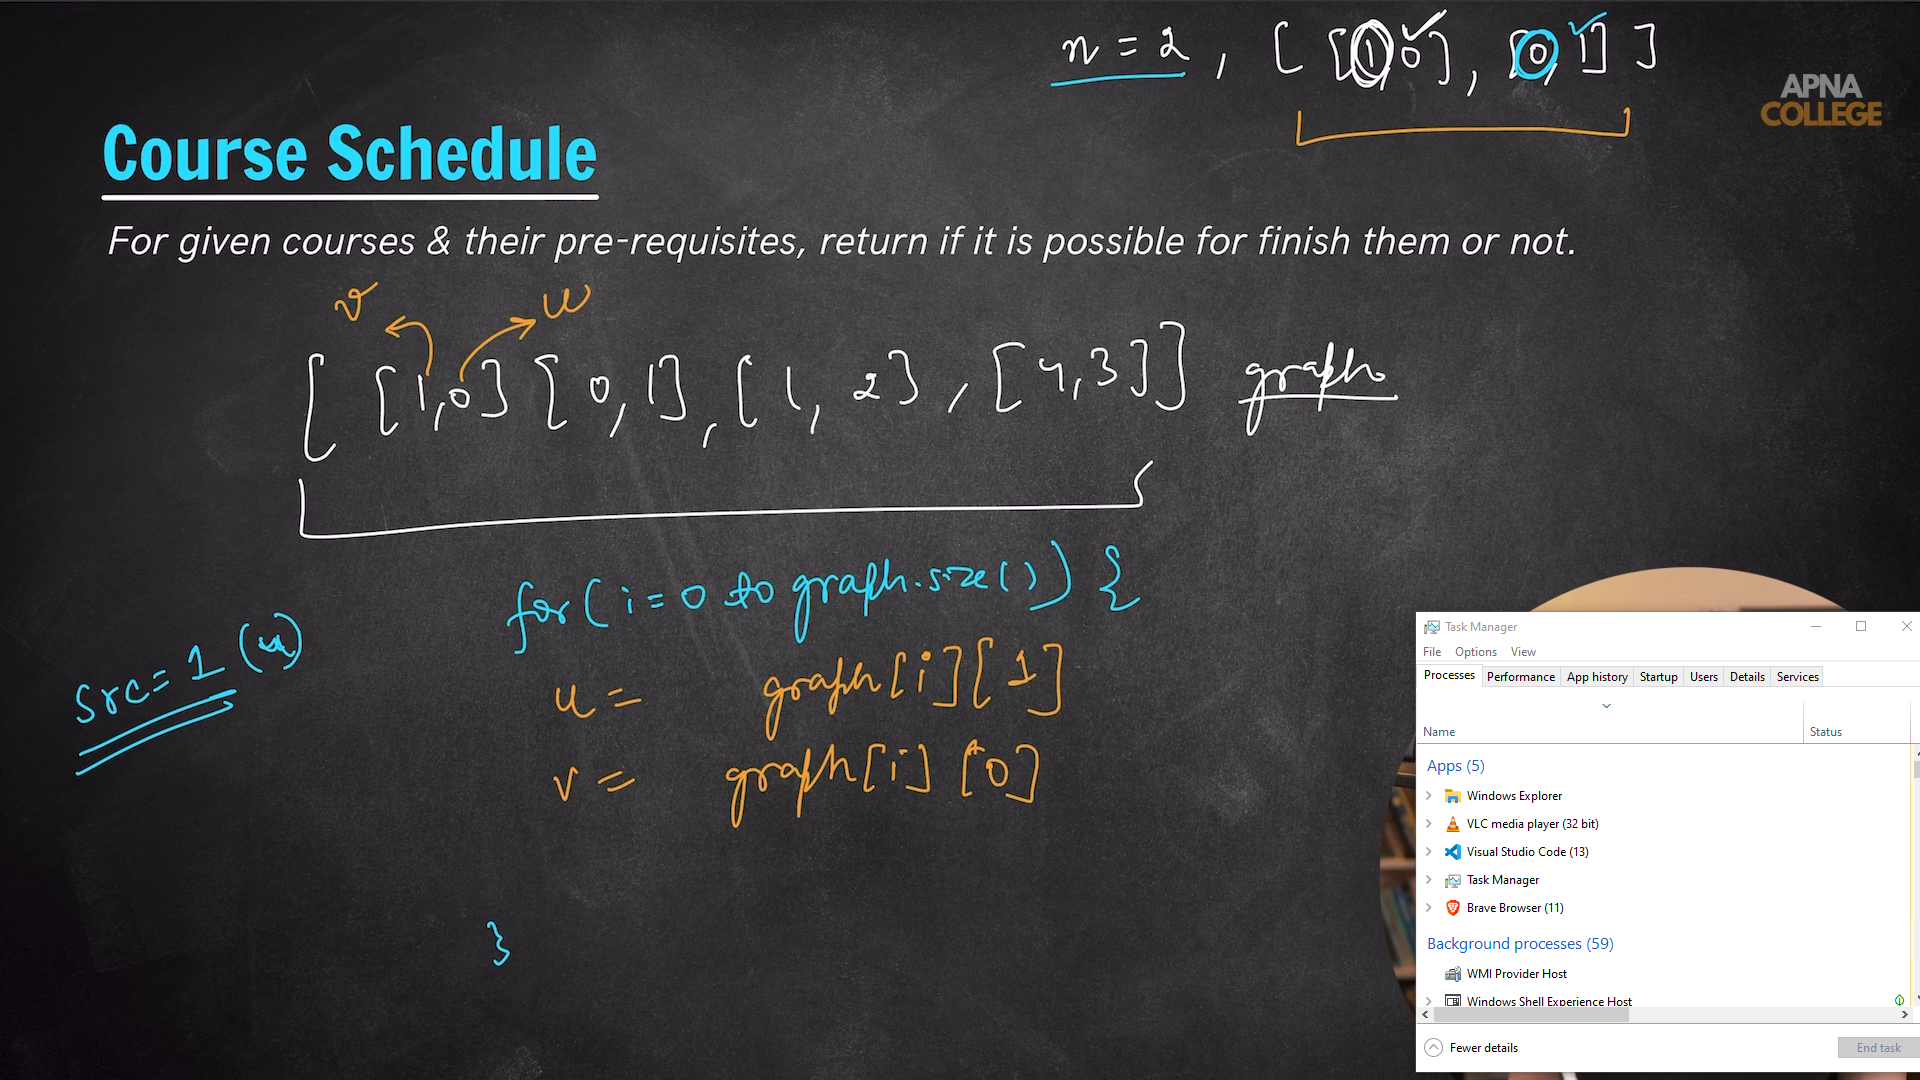 n = 2 , [ [1,0] , [0,1] ]
APNA
COLLEGE
Course Schedule
For given courses & their pre-requisites, return if it is possible for finish them or not.
v u
[ [1,0] [0,1] , [1, 2] , [4,3] ] graph
for ( i = 0 to graph.size( ) ) {
src = 1 (u)
u = graph[i][1]
v = graph[i][0]
}
Task Manager
File Options View
Processes Performance App history Startup Users Details Services
Name Status
Apps (5)
Windows Explorer
VLC media player (32 bit)
Visual Studio Code (13)
Task Manager
Brave Browser (11)
Background processes (59)
WMI Provider Host
Windows Shell Experience Host
Fewer details End task